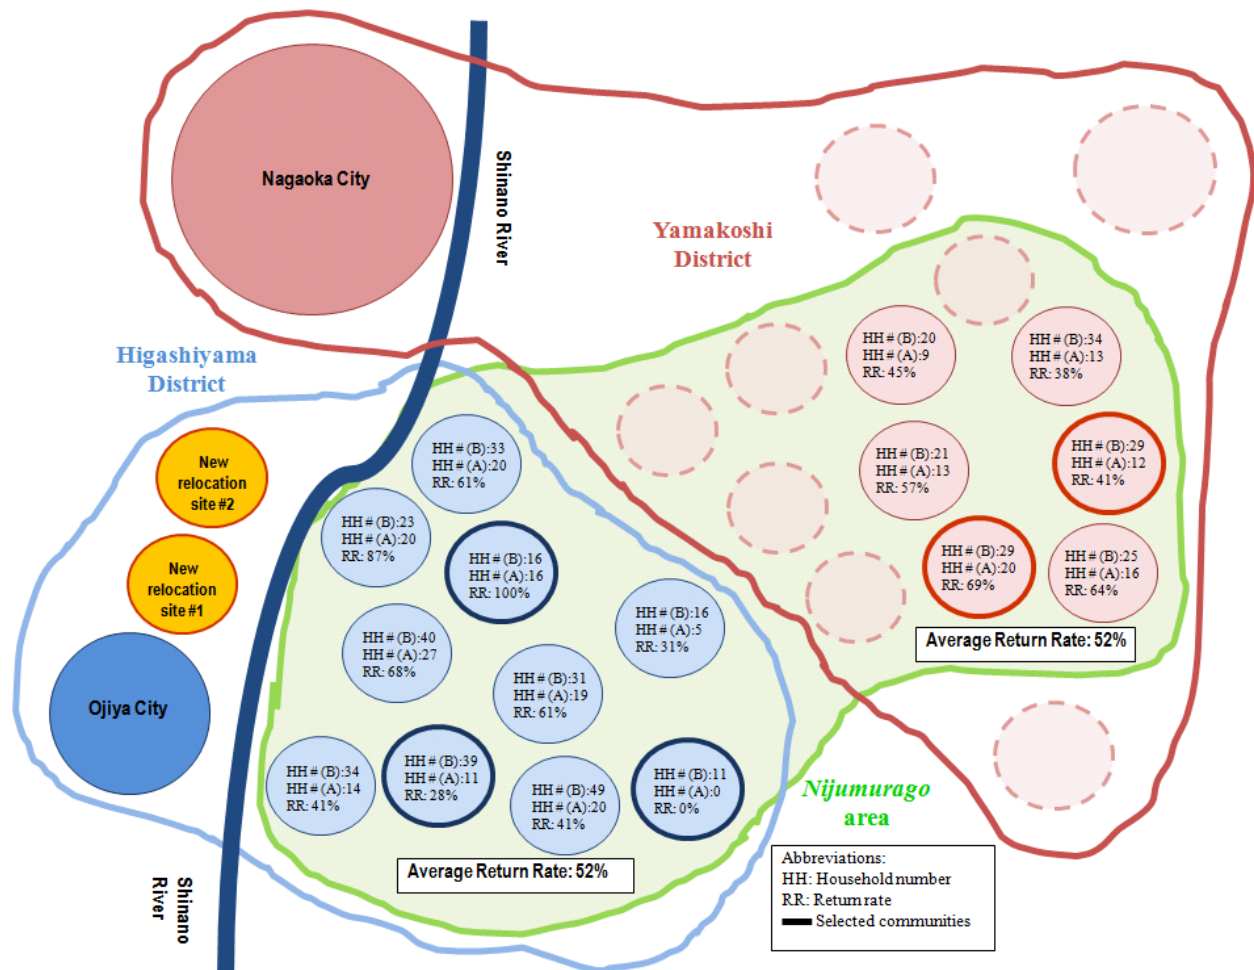 Nagaoka City
Shinano River
Yamakoshi
District
Higashiyama
District
HH # (B):20
HH # (A):9
RR: 45%
HH # (B):34
HH # (A):13
RR: 38%
HH # (B):33
HH # (A):20
RR: 61%
HH # (B):21
HH # (A):13
RR: 57%
HH # (B):29
HH # (A):12
RR: 41%
New
relocation
site #2
HH # (B):23
HH # (A):20
RR: 87%
HH # (B):16
HH # (A):16
RR: 100%
HH # (B):29
HH # (A):20
RR: 69%
HH # (B):25
HH # (A):16
RR: 64%
New
relocation
site #1
HH # (B):16
HH # (A):5
RR: 31%
Average Return Rate: 52%
HH # (B):40
HH # (A):27
RR: 68%
HH # (B):31
HH # (A):19
RR: 61%
Ojiya City
HH # (B):34
HH # (A):14
RR: 41%
HH # (B):39
HH # (A):11
RR: 28%
HH # (B):49
HH # (A):20
RR: 41%
HH # (B):11
HH # (A):0
RR: 0%
Nijumurago
area
Average Return Rate: 52%
Shinano
River
Abbreviations:
HH: Household number
RR: Return rate
Selected communities